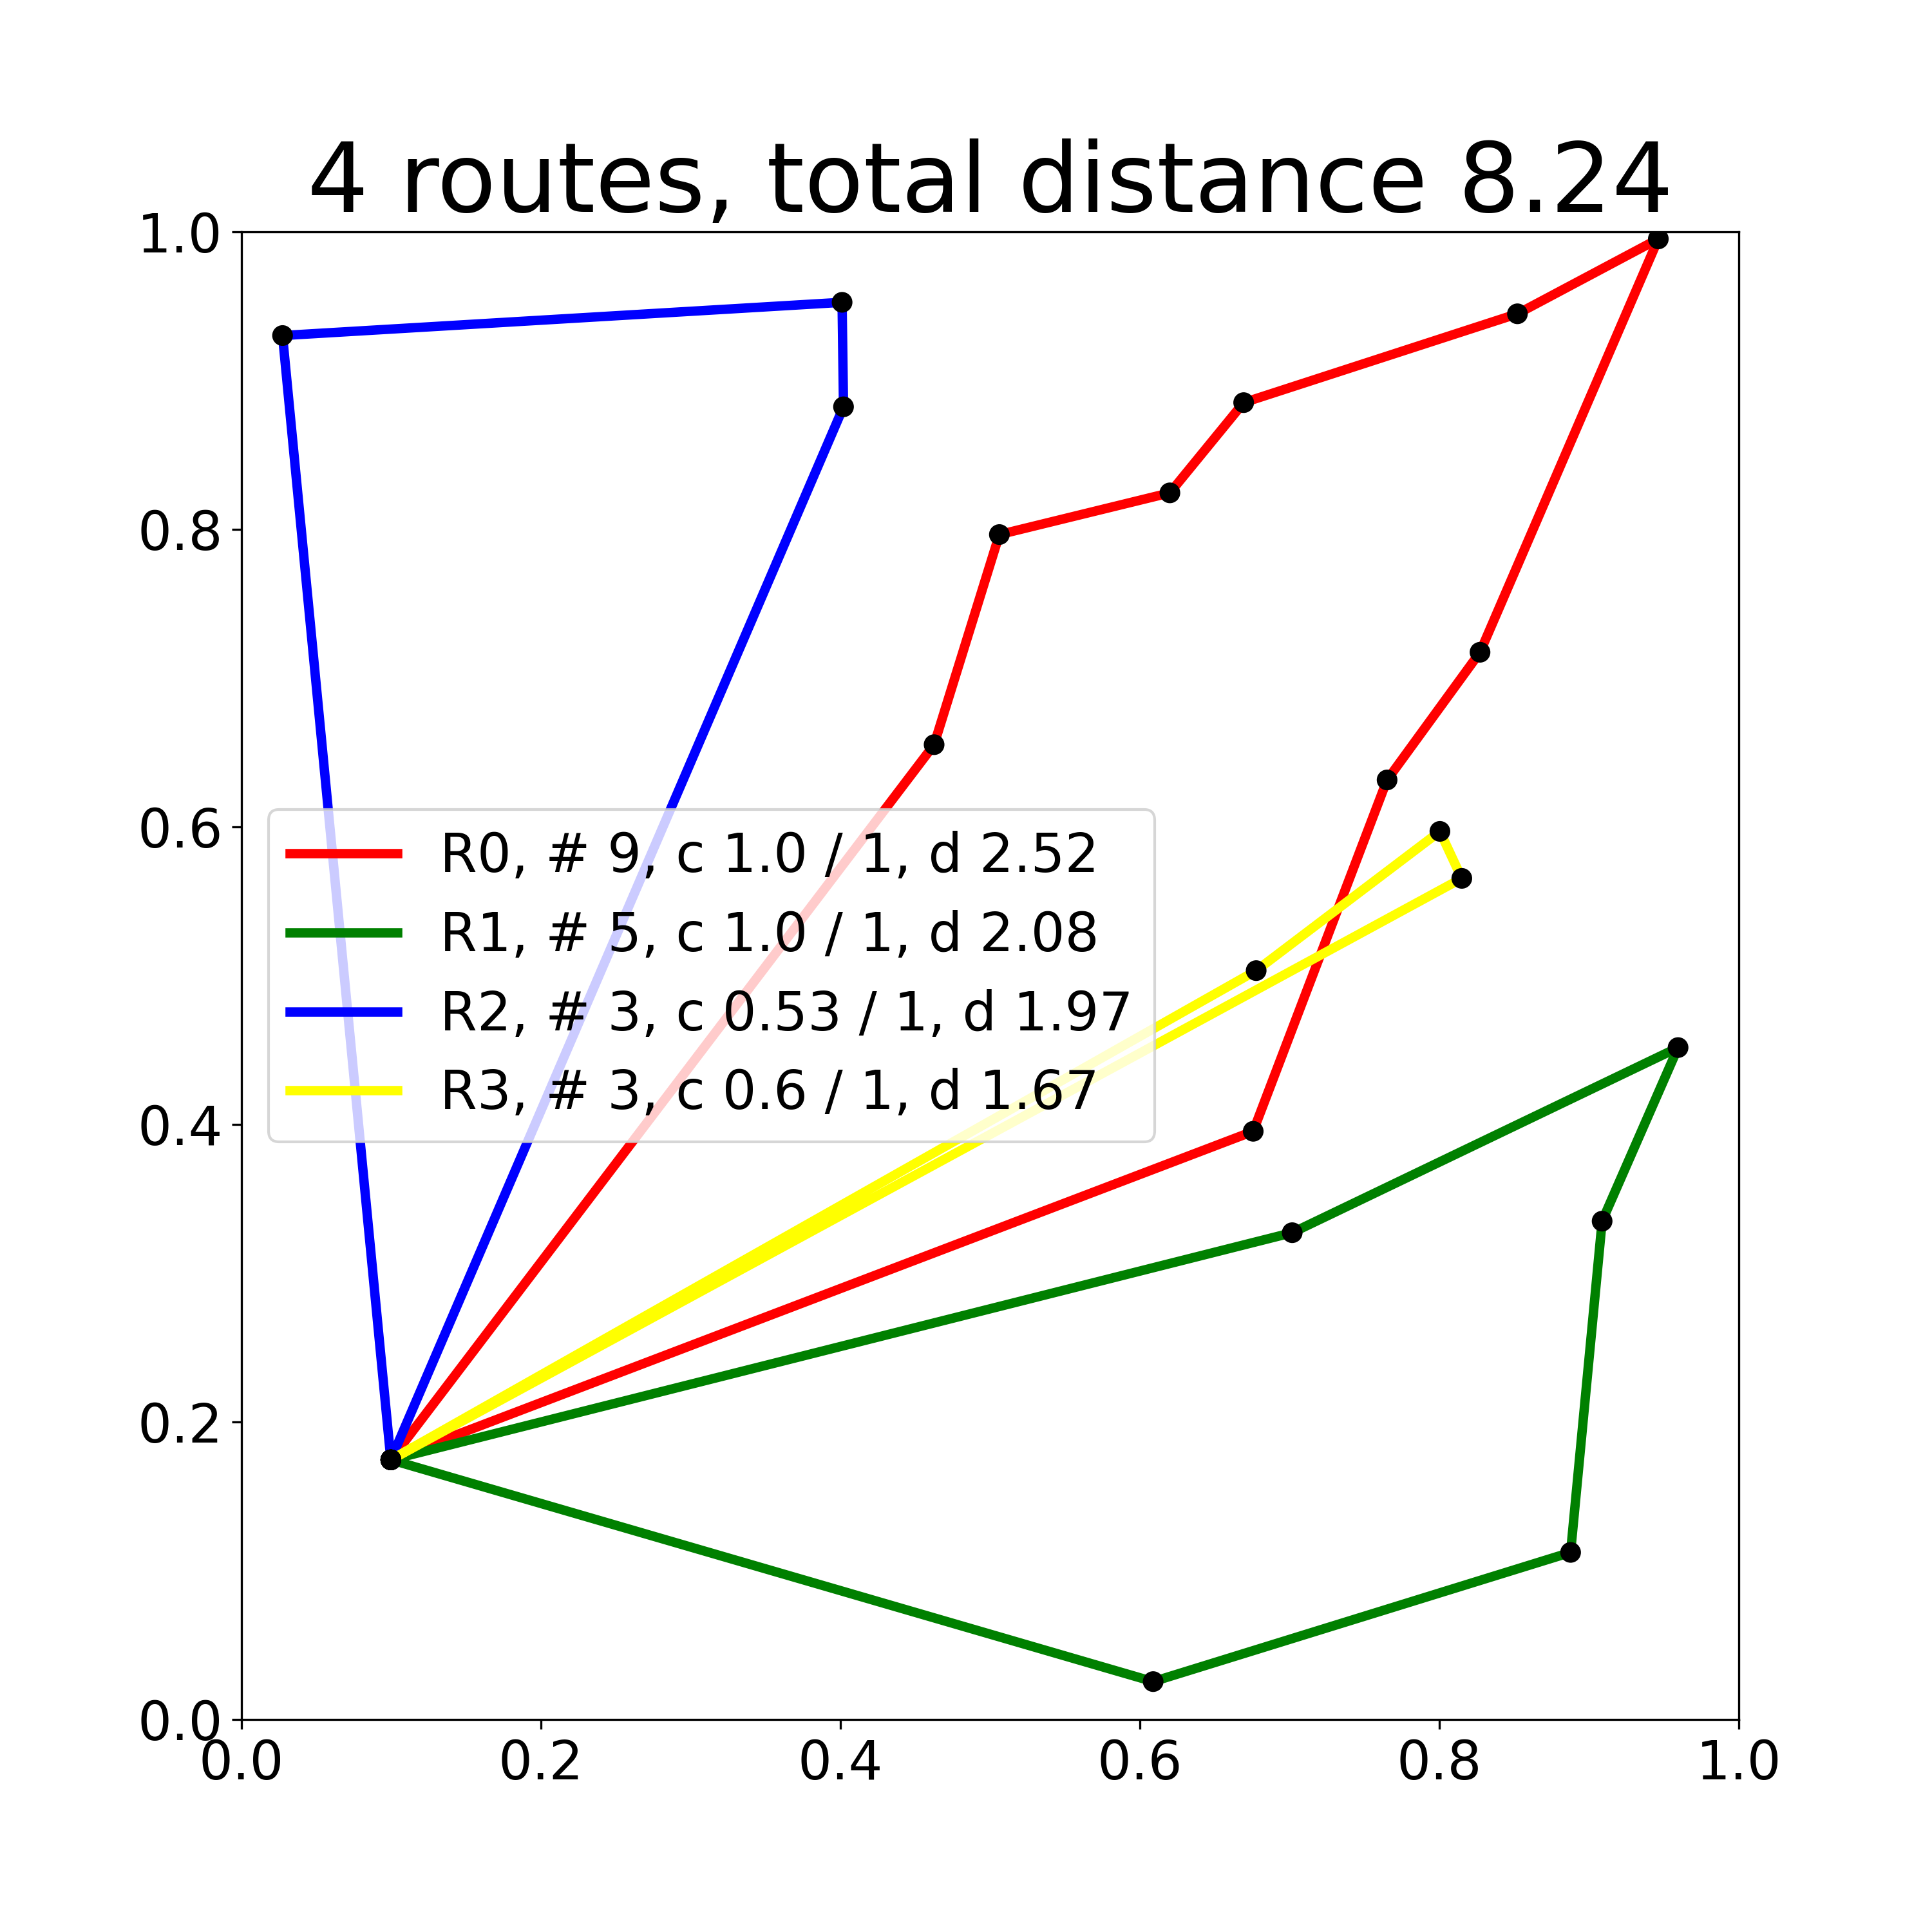 4 routes, total distance 8.24
1.0
0.8
0.6
0.4
0.2
0.0
R0, # 9, c 1.0 / 1, d 2.52
R1, # 5, c 1.0 / 1, d 2.08
R2, # 3, c 0.53 / 1, d 1.97
R3, # 3, c 0.6 / 1, d 1.67
0.0 0.2 0.4 0.6 0.8 1.0